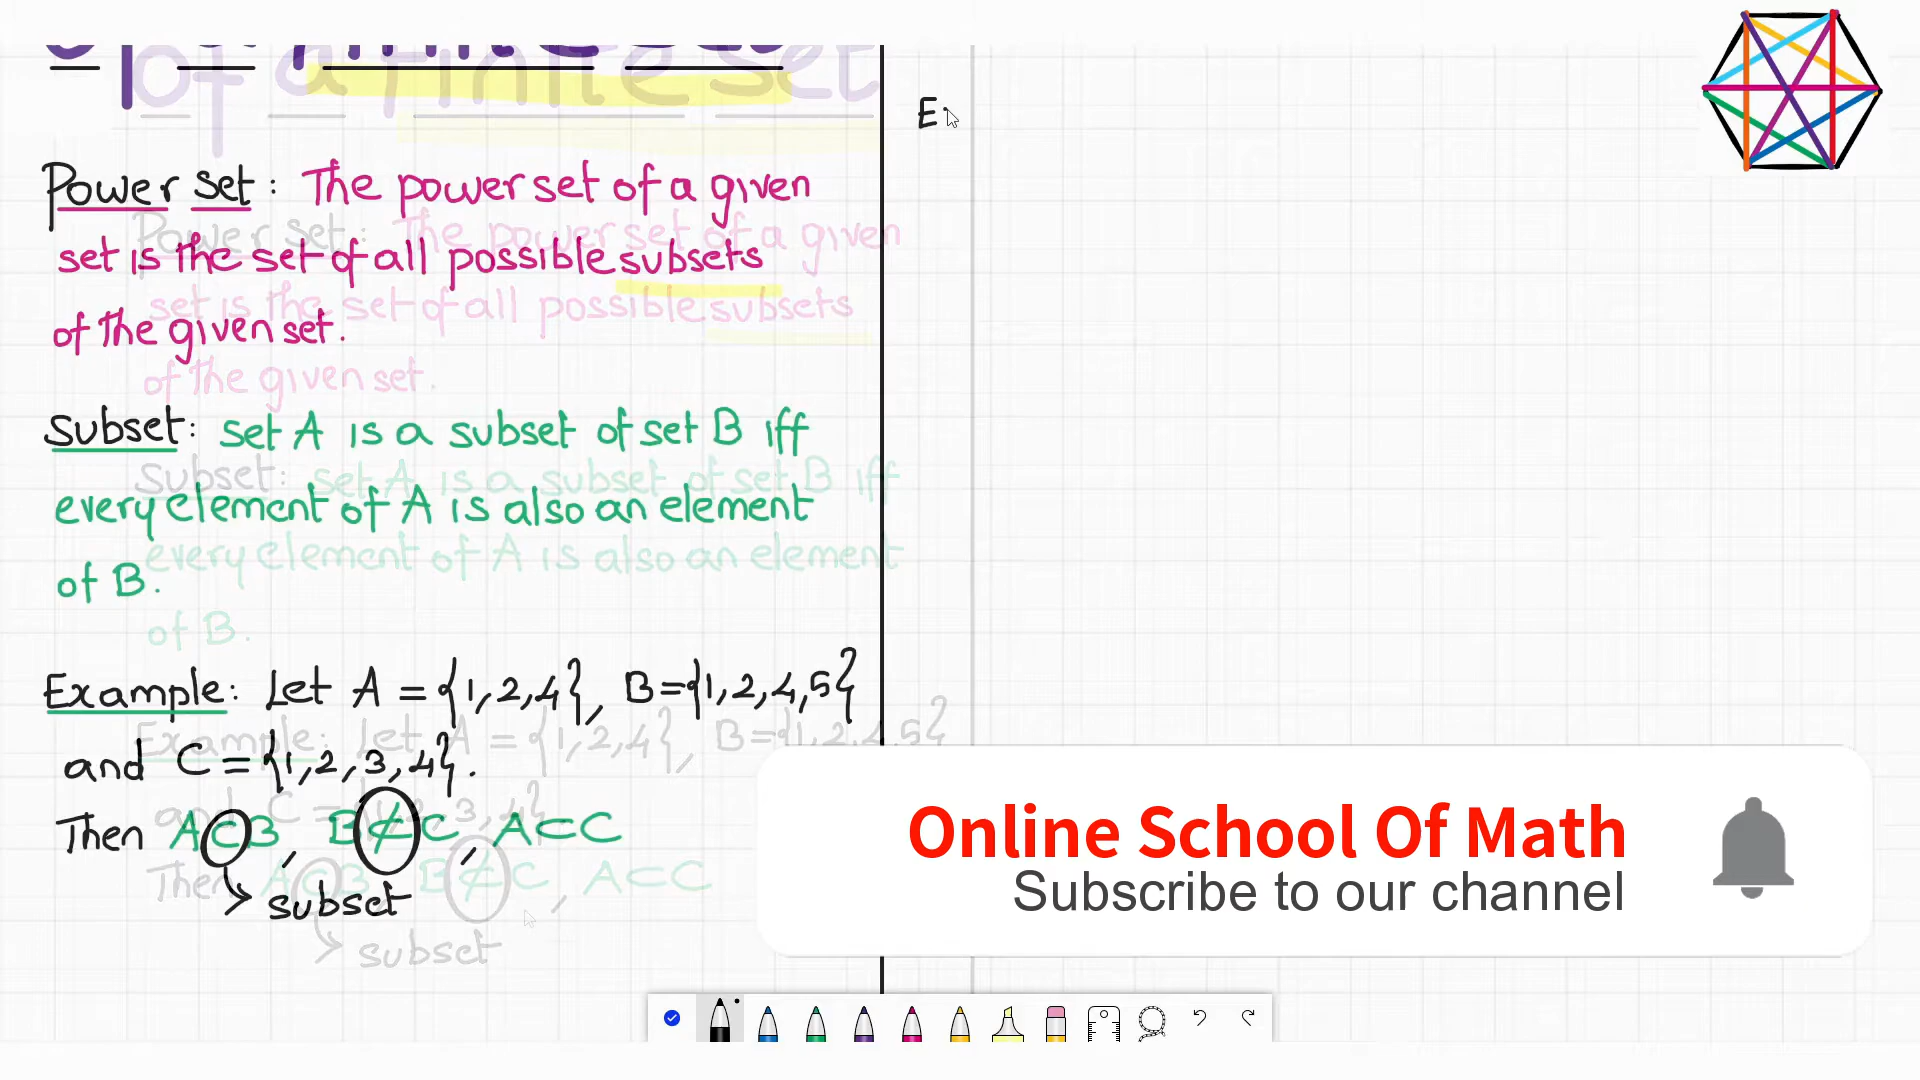 of a finite set
Power set: The power set of a given
set is the set of all possible subsets
of the given set.
Subset: set A is a subset of set B iff
every element of A is also an element
of B.
Example: Let A = {1,2,4}, B={1,2,4,5}
and C = {1,2,3,4}.
Then A⊂B, B⊄C, A⊂C
subset
E
Online School Of Math
Subscribe to our channel